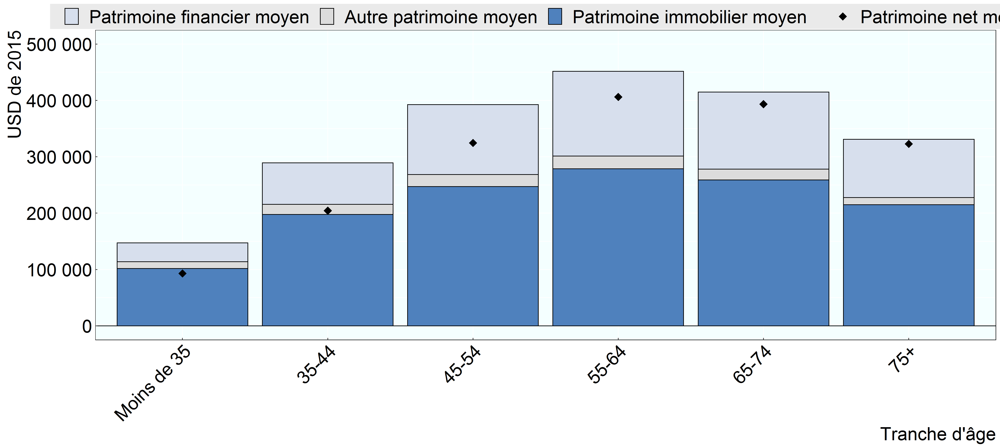 Patrimoine financier moyen Autre patrimoine moyen Patrimoine immobilier moyen Patrimoine net
USD de 2015
500 000
400 000
300 000
200 000
100 000
0
Moins de 35
35-44
45-54
55-64
65-74
75+
Tranche d'âge